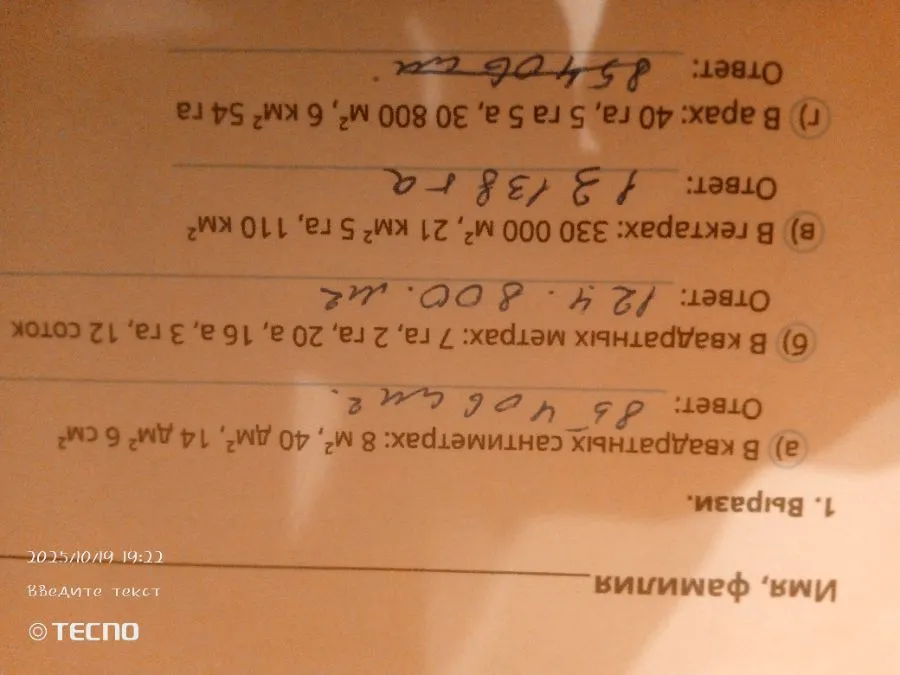 Имя, фамилия
1. Вырази.
а) В квадратных сантиметрах: 8 м², 40 дм², 14 дм² 6 см²
Ответ: 85 406 см².
б) В квадратных метрах: 7 га, 2 га, 20 а, 16 а, 3 га, 12 соток
Ответ: 124.800.м²
в) В гектарах: 330 000 м², 21 км² 5 га, 110 км²
Ответ: 13138 га
г) В арах: 40 га, 5 га 5 а, 30 800 м², 6 км² 54 га
Ответ: 85406 см
2025/10/19 19:22
Введите текст
TECNO